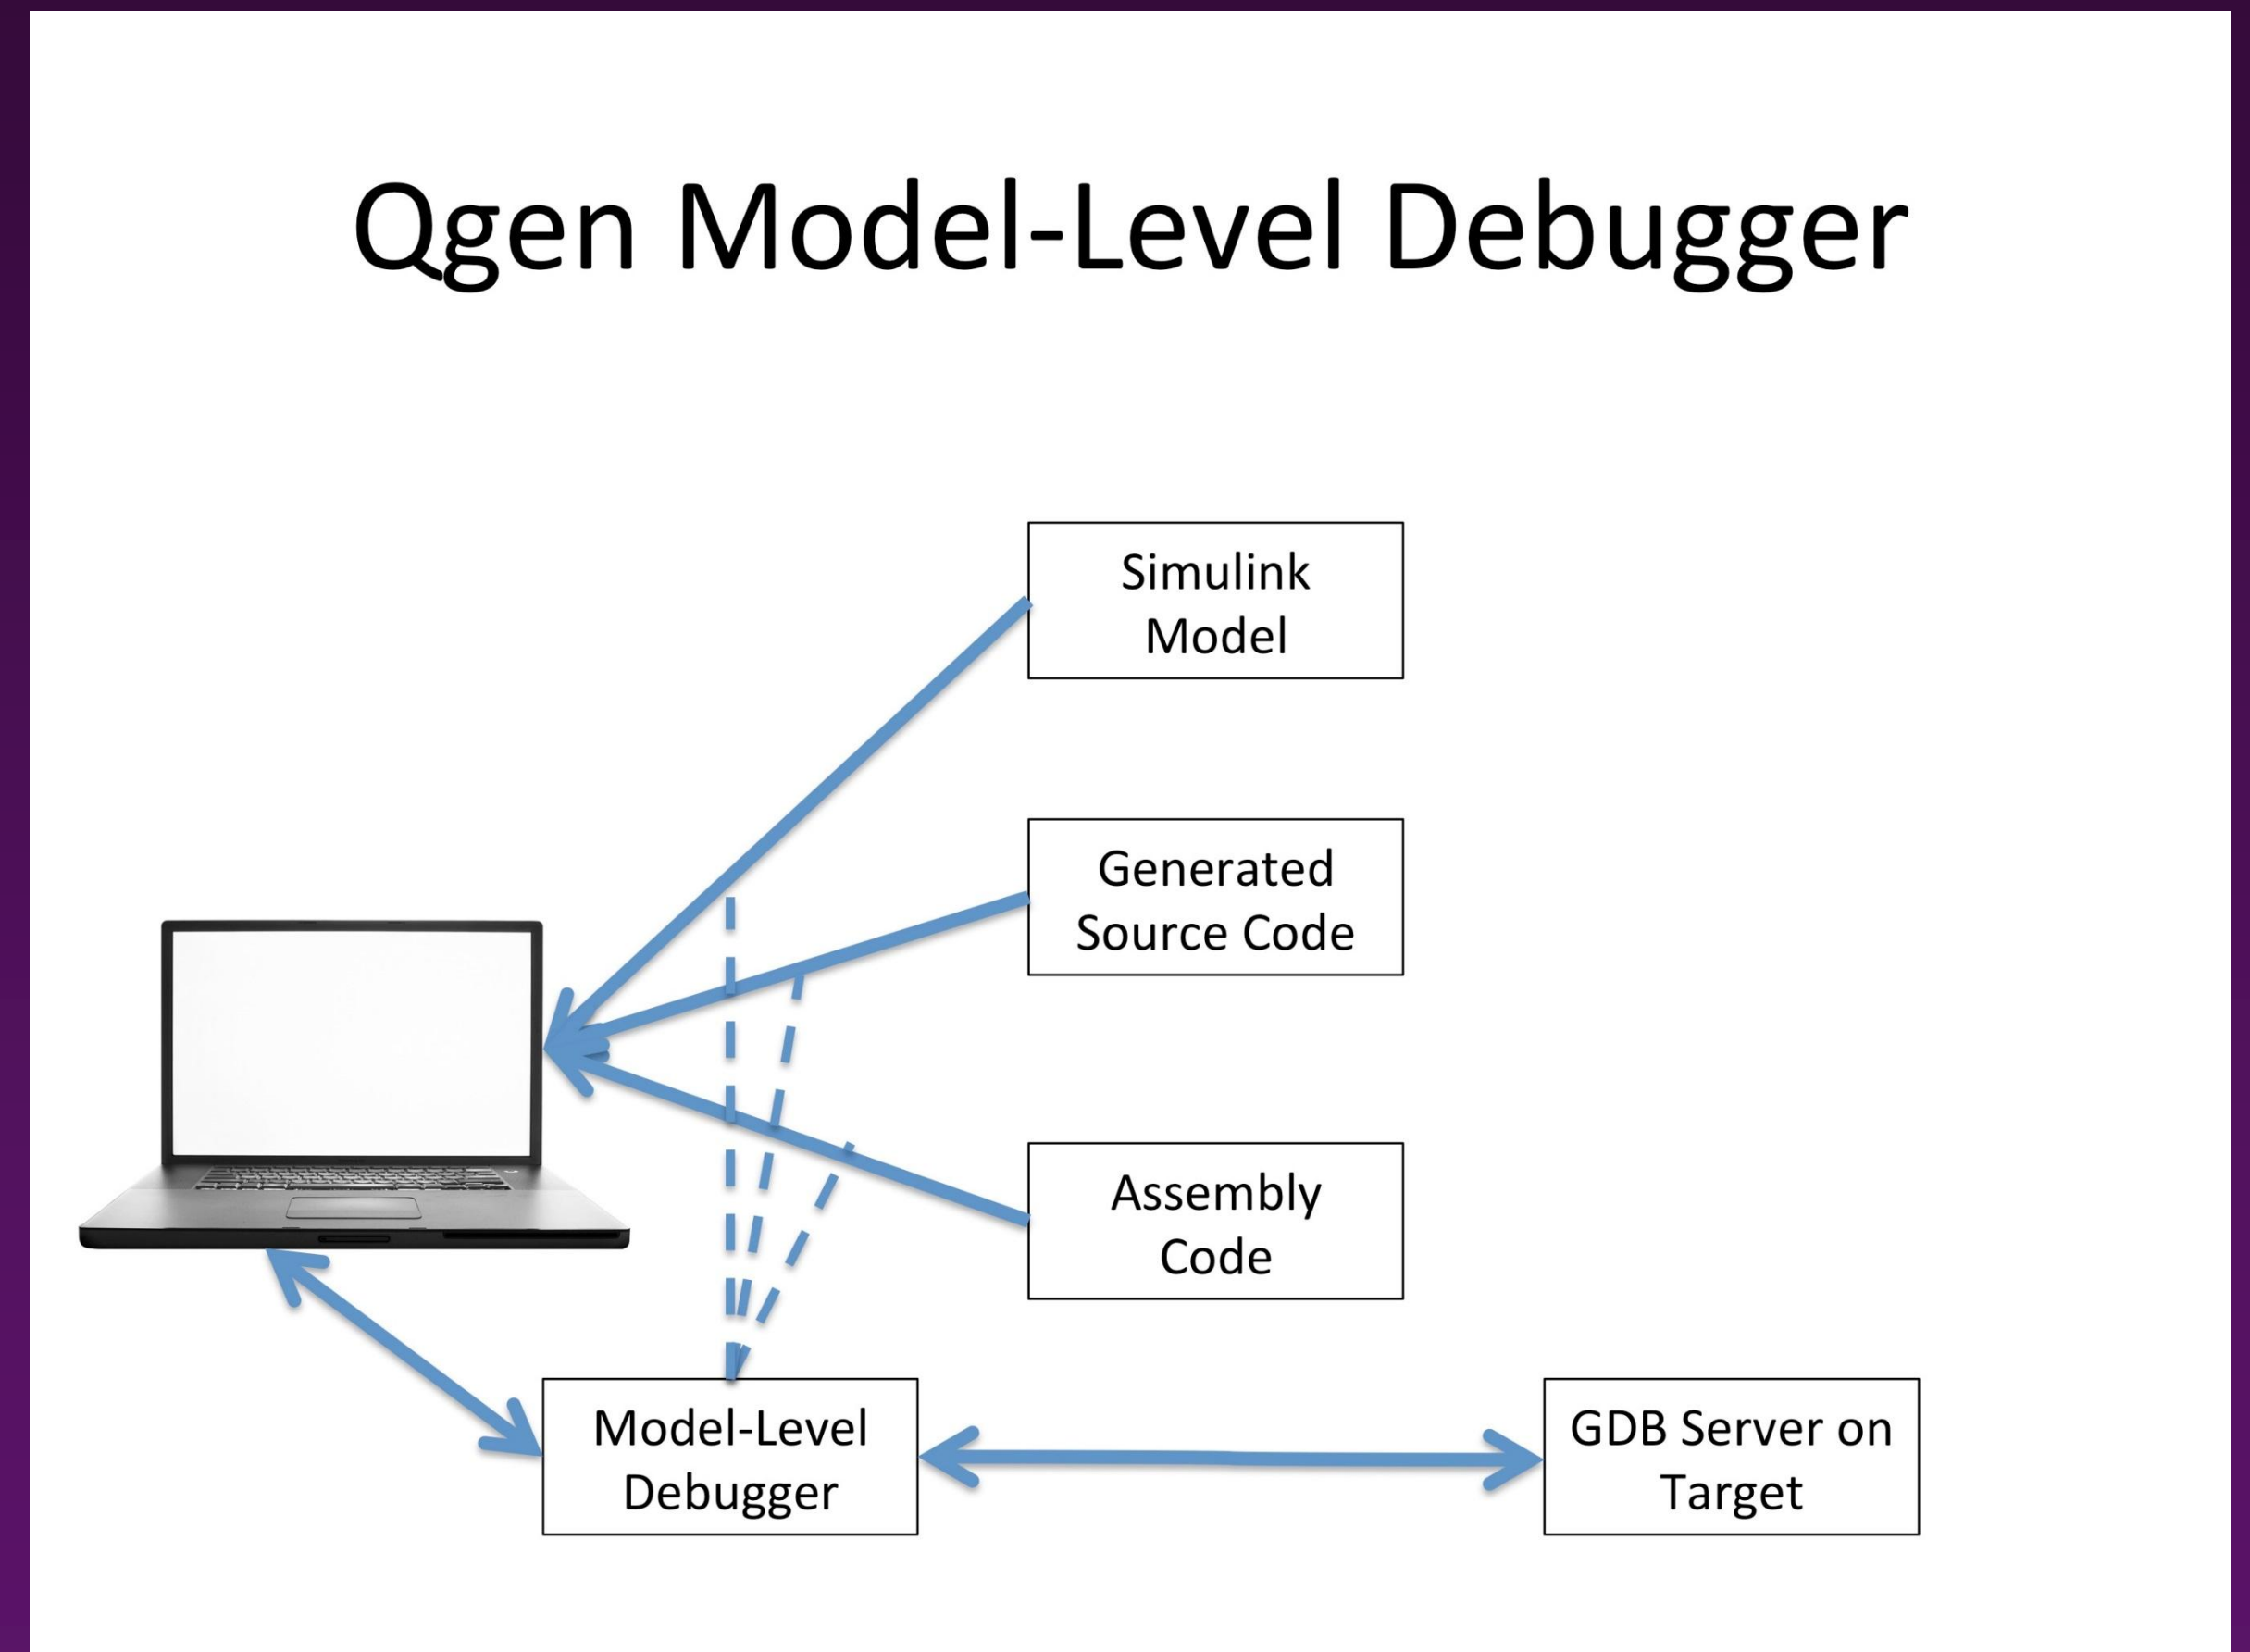 Qgen Model-Level Debugger
Simulink
Model
Generated
Source Code
Assembly
Code
Model-Level
Debugger
GDB Server on
Target